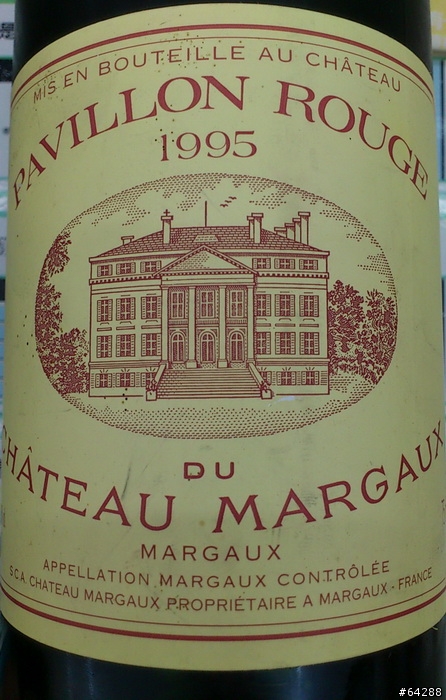 MIS EN BOUTEILLE AU CHÂTEAU
PAVILLON ROUGE
1995
DU
CHÂTEAU MARGAUX
MARGAUX
APPELLATION MARGAUX CONTRÔLÉE
S.C.A. CHATEAU MARGAUX PROPRIÉTAIRE A MARGAUX - FRANCE
#64288